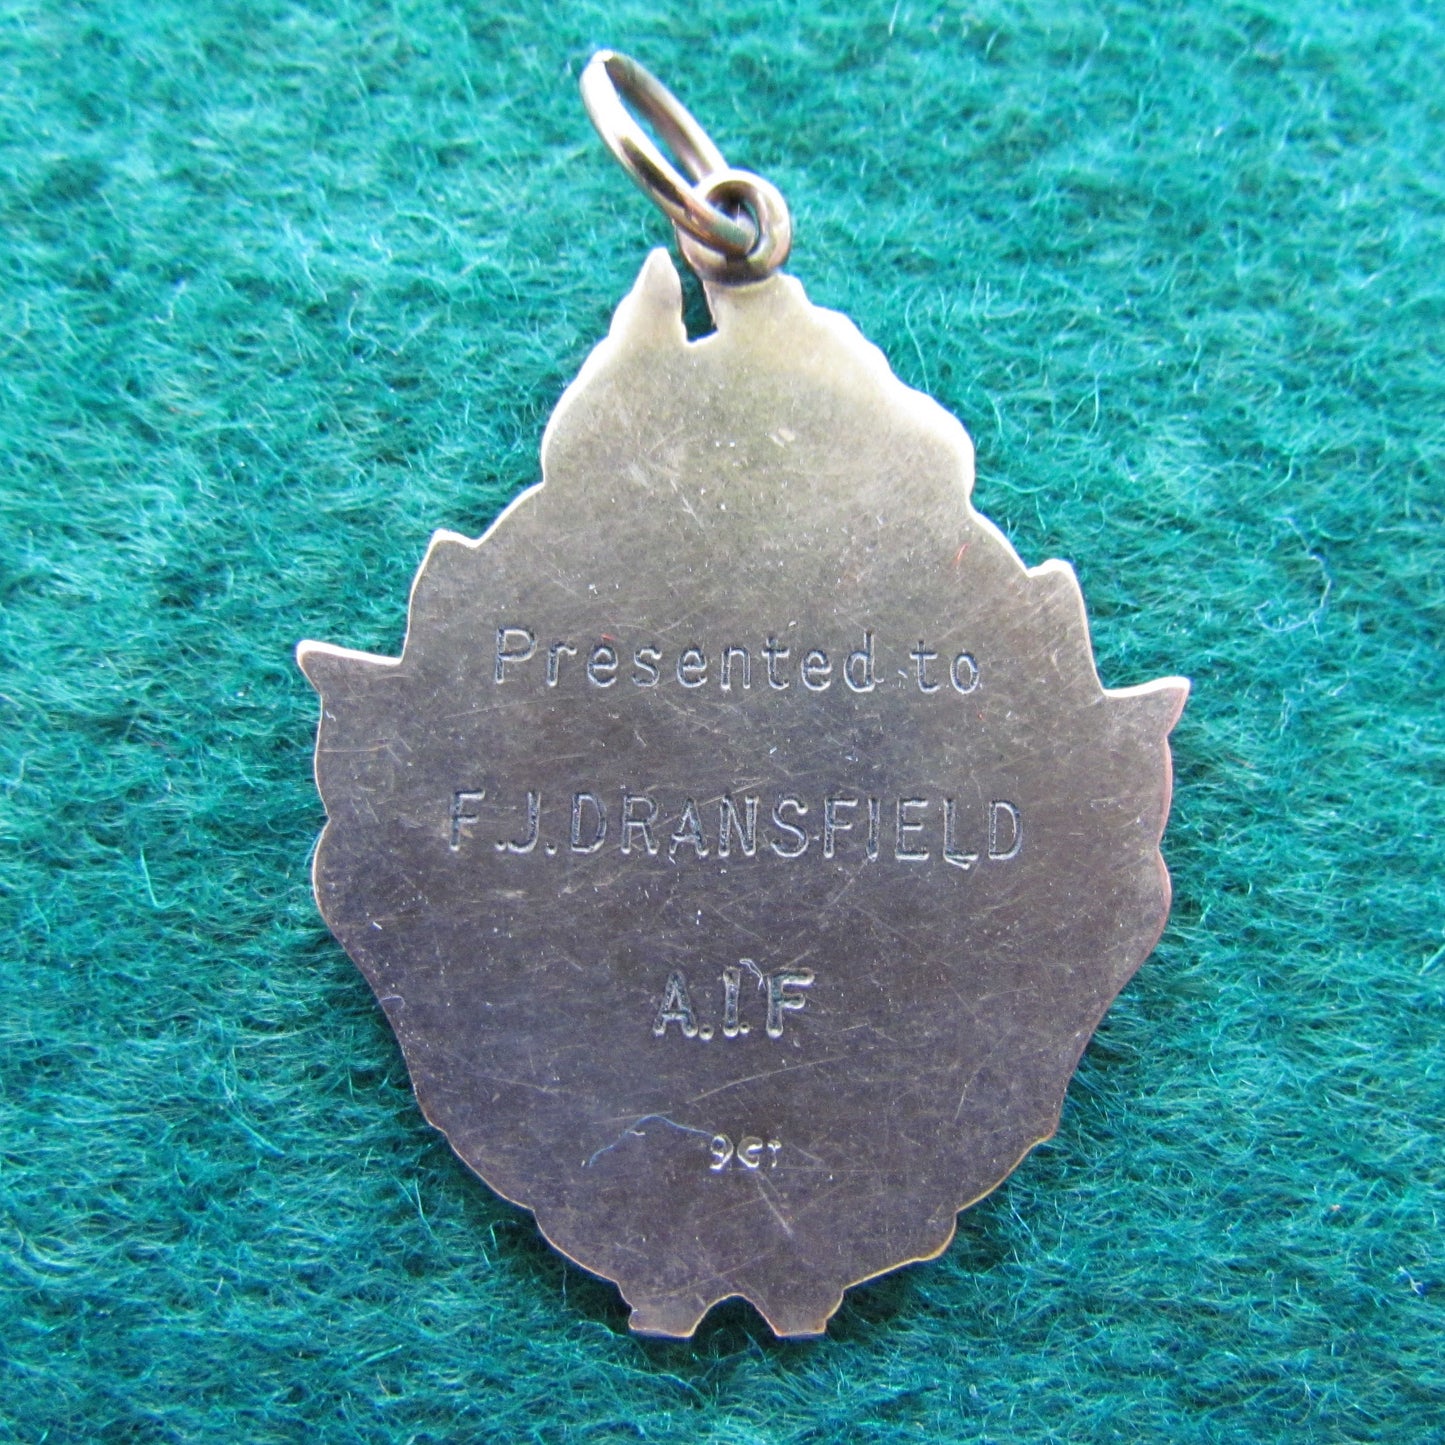 Presented to
F.J.DRANSFIELD
A.I.F
9CT